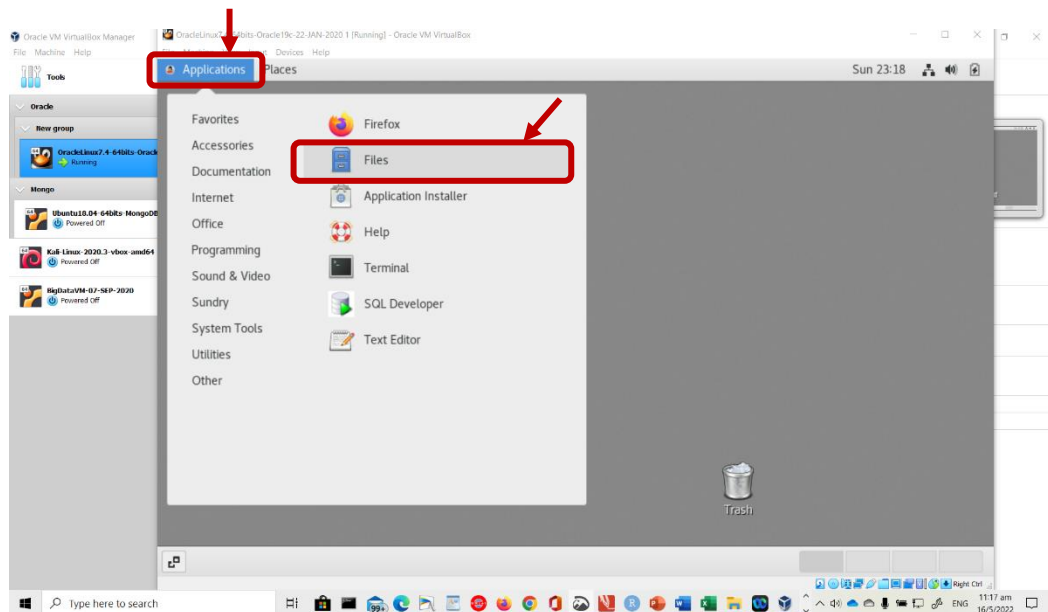 Oracle VM VirtualBox Manager
OracleLinux7.4-64bits-Oracle19c-22-JAN-2020 1 [Running] - Oracle VM VirtualBox
File Machine Help
Devices Help
Tools
Applications Places
Sun 23:18
Oracle
New group
OracleLinux7.4-64bits-Oracle
Running
Mongo
Ubuntu18.04-64bits-MongoDB
Powered Off
Kali-Linux-2020.3-vbox-amd64
Powered Off
BigDataVM-07-SEP-2020
Powered Off
Favorites
Accessories
Documentation
Internet
Office
Programming
Sound & Video
Sundry
System Tools
Utilities
Other
Firefox
Files
Application Installer
Help
Terminal
SQL Developer
Text Editor
Trash
Right Ctrl
Type here to search
99+
ENG
11:17 am
16/5/2022